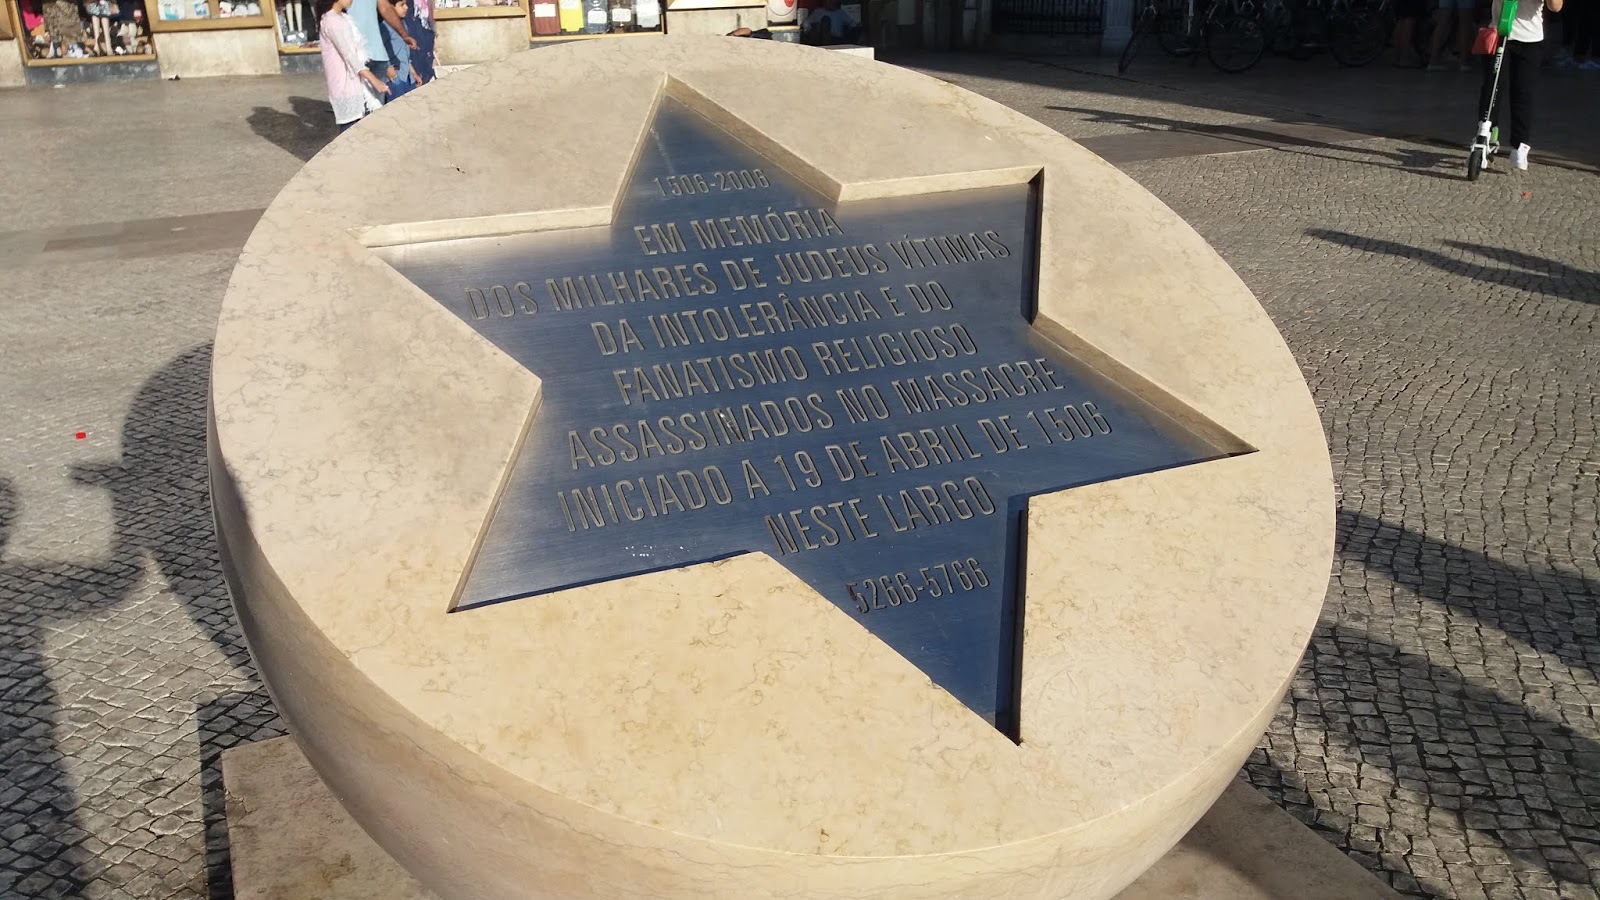 1506-2006
EM MEMÓRIA
DOS MILHARES DE JUDEUS VÍTIMAS
DA INTOLERÂNCIA E DO
FANATISMO RELIGIOSO
ASSASSINADOS NO MASSACRE
INICIADO A 19 DE ABRIL DE 1506
NESTE LARGO
5266-5766